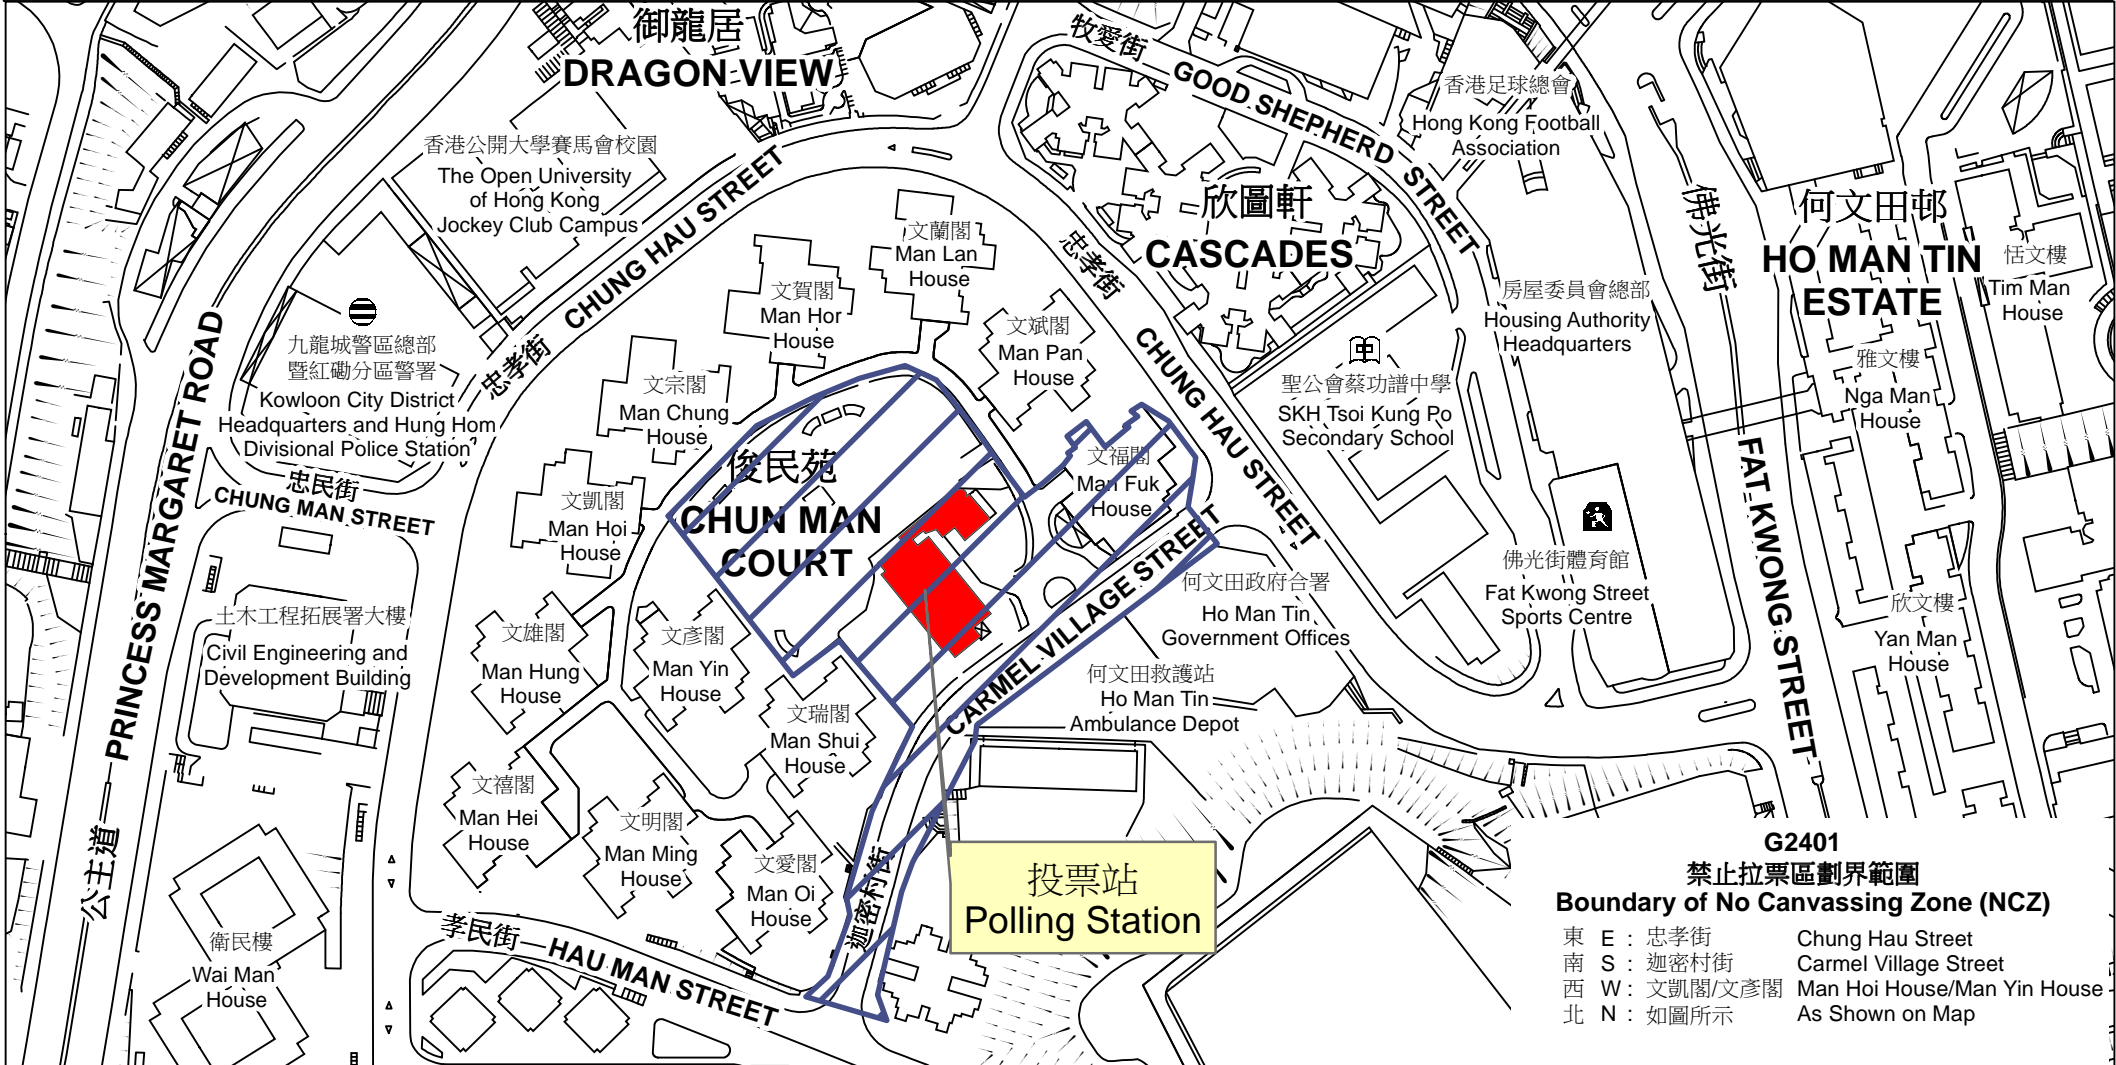 御龍居
DRAGON VIEW
牧愛街
GOOD SHEPHERD STREET
香港足球總會
Hong Kong Football
Association
香港公開大學賽馬會校園
The Open University
of Hong Kong
Jockey Club Campus
CHUNG HAU STREET
忠孝街
文蘭閣
Man Lan
House
欣圖軒
CASCADES
忠孝街
CHUNG HAU STREET
佛光街
FAT KWONG STREET
何文田邨
HO MAN TIN
ESTATE
恬文樓
Tim Man
House
文賀閣
Man Hor
House
文斌閣
Man Pan
House
房屋委員會總部
Housing Authority
Headquarters
九龍城警區總部
暨紅磡分區警署
Kowloon City District
Headquarters and Hung Hom
Divisional Police Station
文宗閣
Man Chung
House
中
聖公會蔡功譜中學
SKH Tsoi Kung Po
Secondary School
雅文樓
Nga Man
House
忠民街
CHUNG MAN STREET
俊民苑
CHUN MAN
COURT
文福閣
Man Fuk
House
文凱閣
Man Hoi
House
佛光街體育館
Fat Kwong Street
Sports Centre
何文田政府合署
Ho Man Tin
Government Offices
土木工程拓展署大樓
Civil Engineering and
Development Building
文雄閣
Man Hung
House
文彥閣
Man Yin
House
CARMEL VILLAGE STREET
迦密村街
欣文樓
Yan Man
House
何文田救護站
Ho Man Tin
Ambulance Depot
文瑞閣
Man Shui
House
公主道
PRINCESS MARGARET ROAD
文禧閣
Man Hei
House
文明閣
Man Ming
House
文愛閣
Man Oi
House
投票站
Polling Station
孝民街
HAU MAN STREET
衛民樓
Wai Man
House
G2401
禁止拉票區劃界範圍
Boundary of No Canvassing Zone (NCZ)
東 E : 忠孝街 Chung Hau Street
南 S : 迦密村街 Carmel Village Street
西 W : 文凱閣/文彥閣 Man Hoi House/Man Yin House
北 N : 如圖所示 As Shown on Map